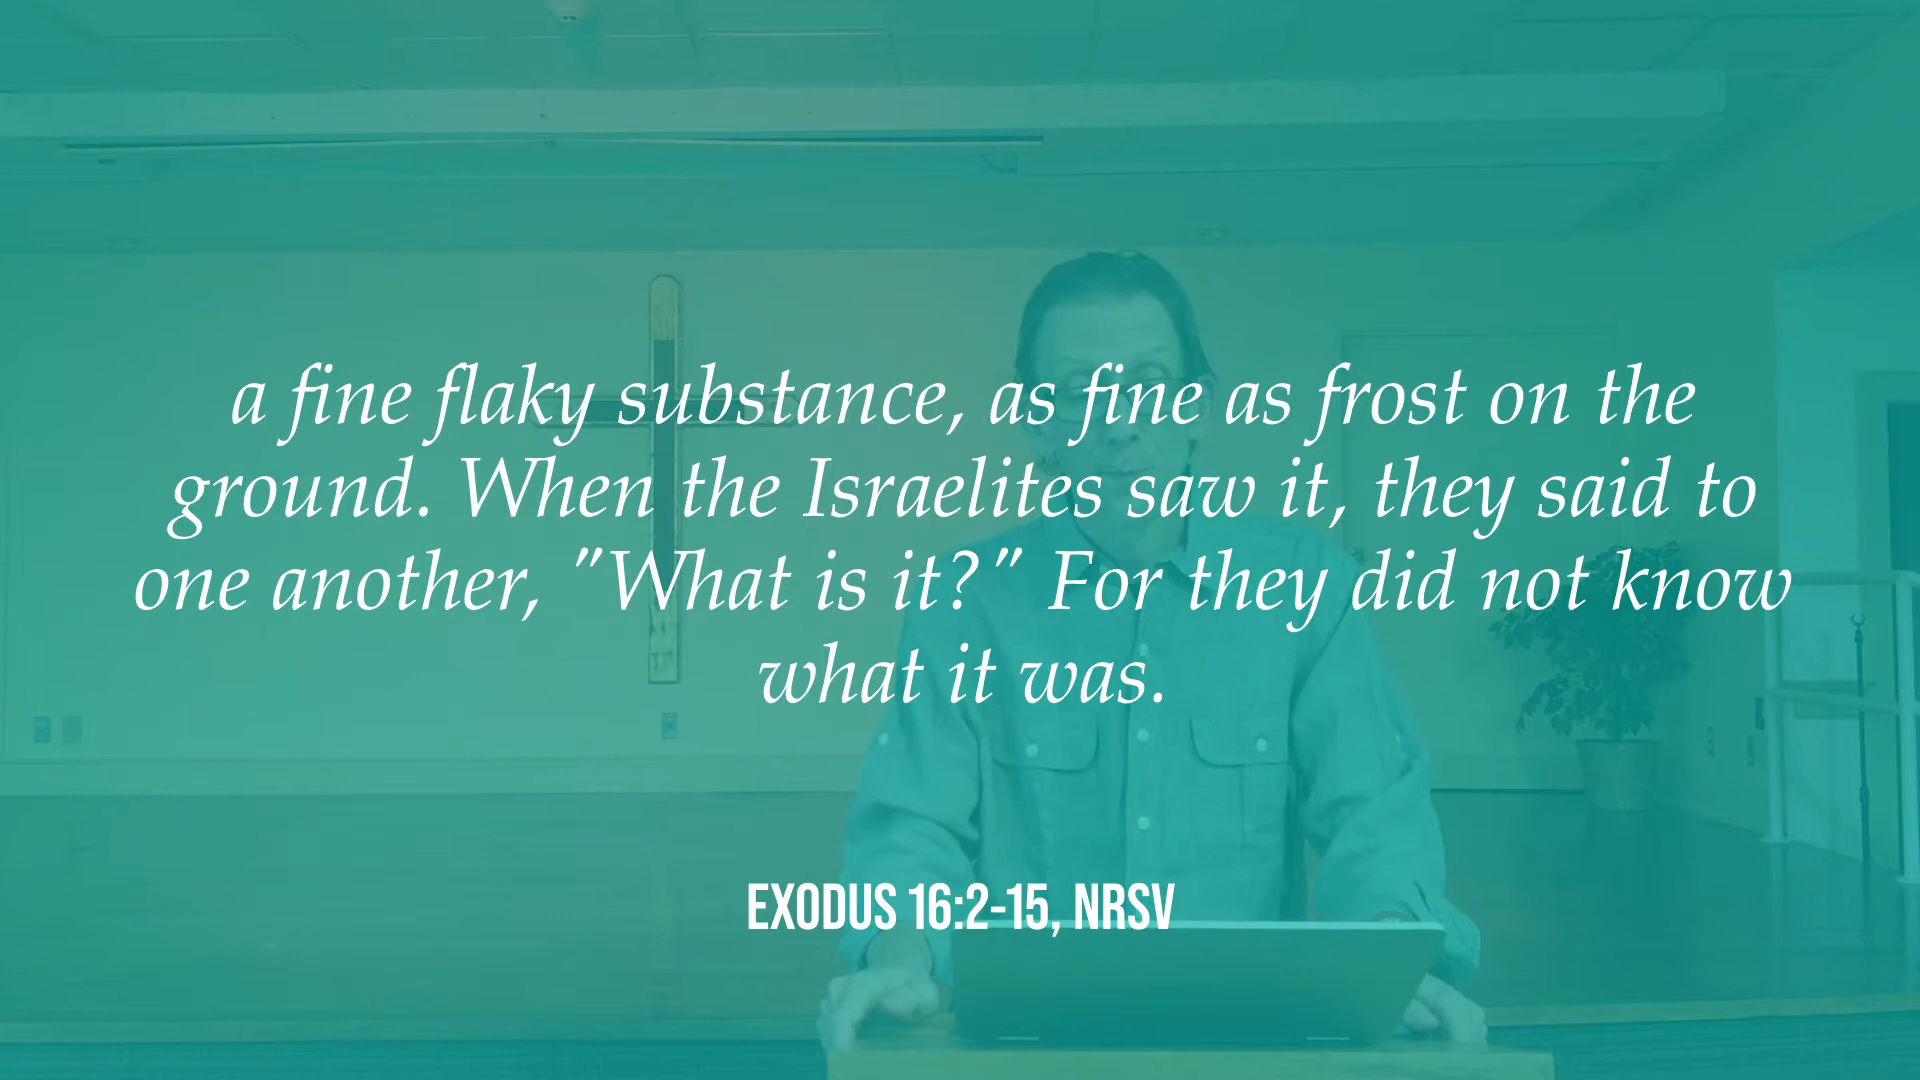 a fine flaky substance, as fine as frost on the
ground. When the Israelites saw it, they said to
one another, "What is it?" For they did not know
what it was.
EXODUS 16:2-15, NRSV